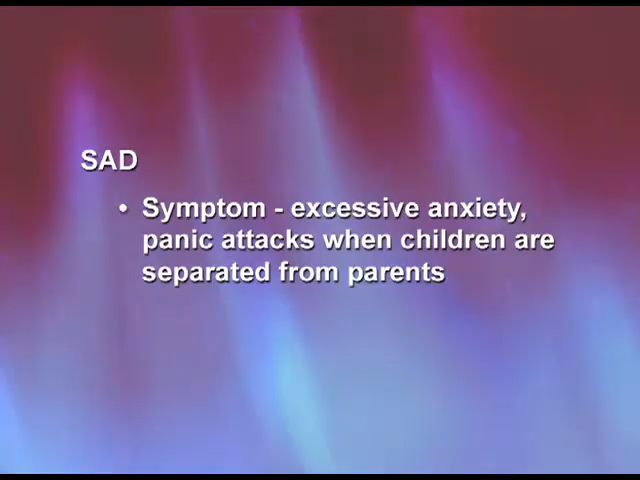 SAD
• Symptom - excessive anxiety,
panic attacks when children are
separated from parents